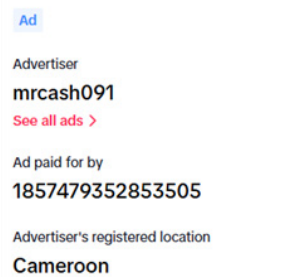 Ad
Advertiser
mrcash091
See all ads >
Ad paid for by
1857479352853505
Advertiser's registered location
Cameroon